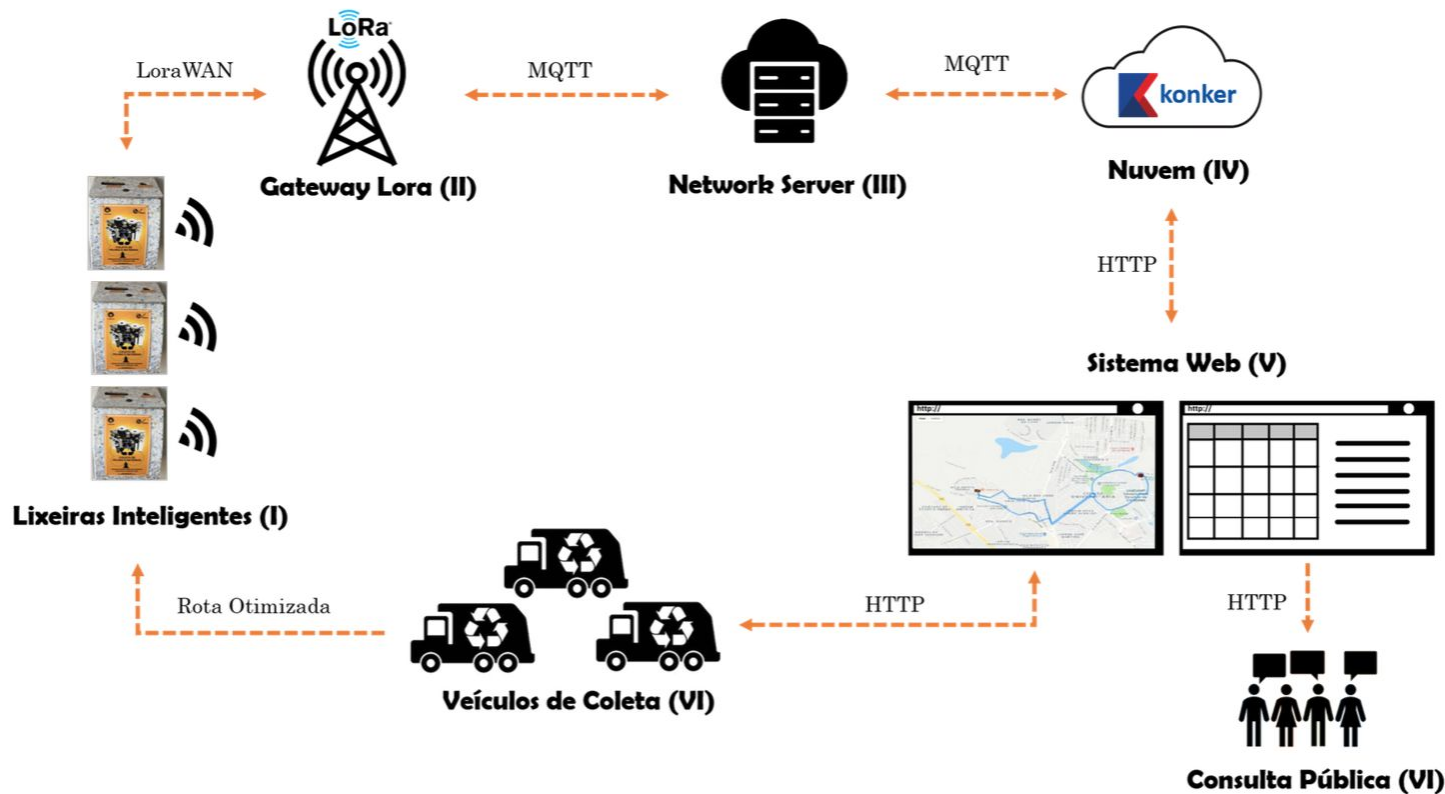 LoRa
LoraWAN
MQTT
MQTT
konker
Gateway Lora (II)
Network Server (III)
Nuvem (IV)
HTTP
Sistema Web (V)
http://
http://
Lixeiras Inteligentes (I)
Rota Otimizada
HTTP
HTTP
Veículos de Coleta (VI)
Consulta Pública (VI)